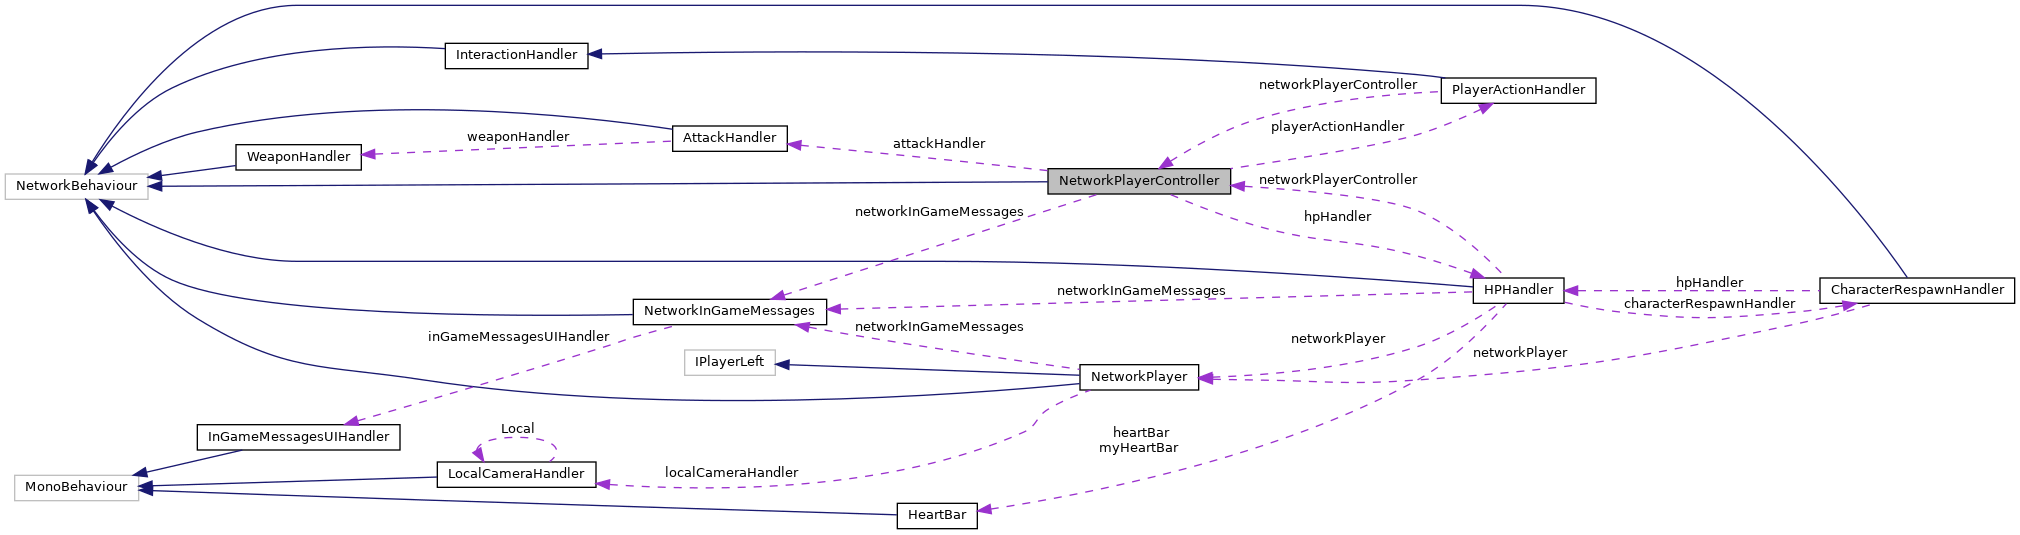 InteractionHandler
networkPlayerController
PlayerActionHandler
playerActionHandler
weaponHandler
AttackHandler
attackHandler
WeaponHandler
NetworkBehaviour
NetworkPlayerController
networkPlayerController
networkInGameMessages
hpHandler
hpHandler
networkInGameMessages
HPHandler
CharacterRespawnHandler
characterRespawnHandler
NetworkInGameMessages
networkInGameMessages
inGameMessagesUIHandler
networkPlayer
networkPlayer
IPlayerLeft
NetworkPlayer
Local
heartBar
myHeartBar
InGameMessagesUIHandler
LocalCameraHandler
localCameraHandler
MonoBehaviour
HeartBar